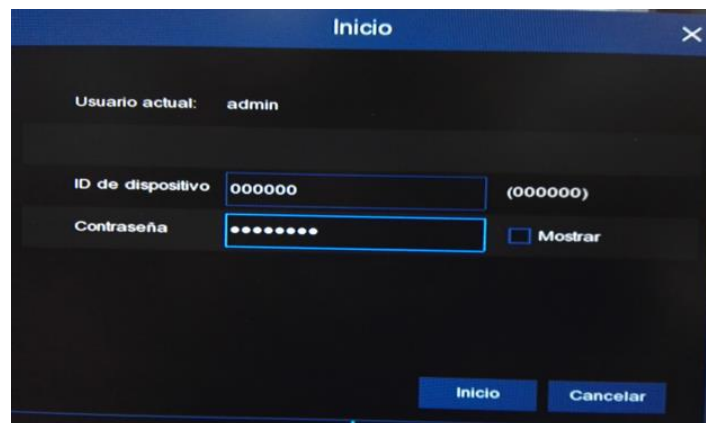 Inicio
Usuario actual: admin
ID de dispositivo 000000 (000000)
Contraseña •••••••• Mostrar
Inicio Cancelar